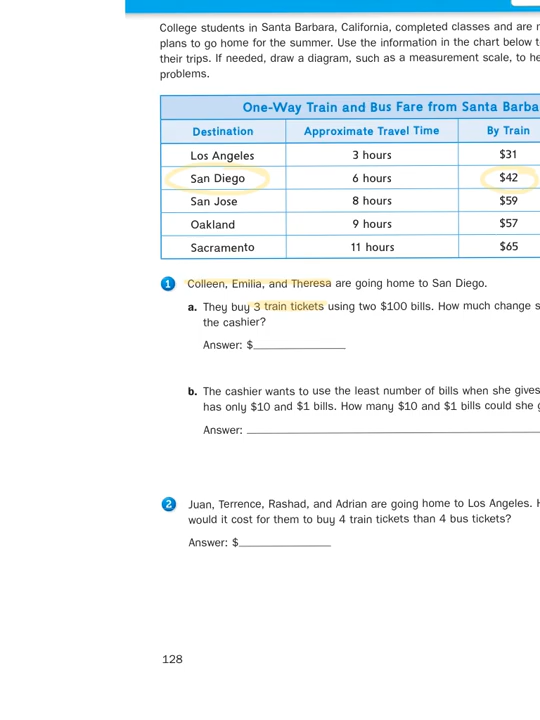 College students in Santa Barbara, California, completed classes and are
plans to go home for the summer. Use the information in the chart below
their trips. If needed, draw a diagram, such as a measurement scale, to
problems.
One-Way Train and Bus Fare from Santa
Destination Approximate Travel Time By Train
Los Angeles 3 hours $31
San Diego 6 hours $42
San Jose 8 hours $59
Oakland 9 hours $57
Sacramento 11 hours $65
1 Colleen, Emilia, and Theresa are going home to San Diego.
a. They buy 3 train tickets using two $100 bills. How much change
the cashier?
Answer: $
b. The cashier wants to use the least number of bills when she gives
has only $10 and $1 bills. How many $10 and $1 bills could she
Answer:
2 Juan, Terrence, Rashad, and Adrian are going home to Los Angeles.
would it cost for them to buy 4 train tickets than 4 bus tickets?
Answer: $
128